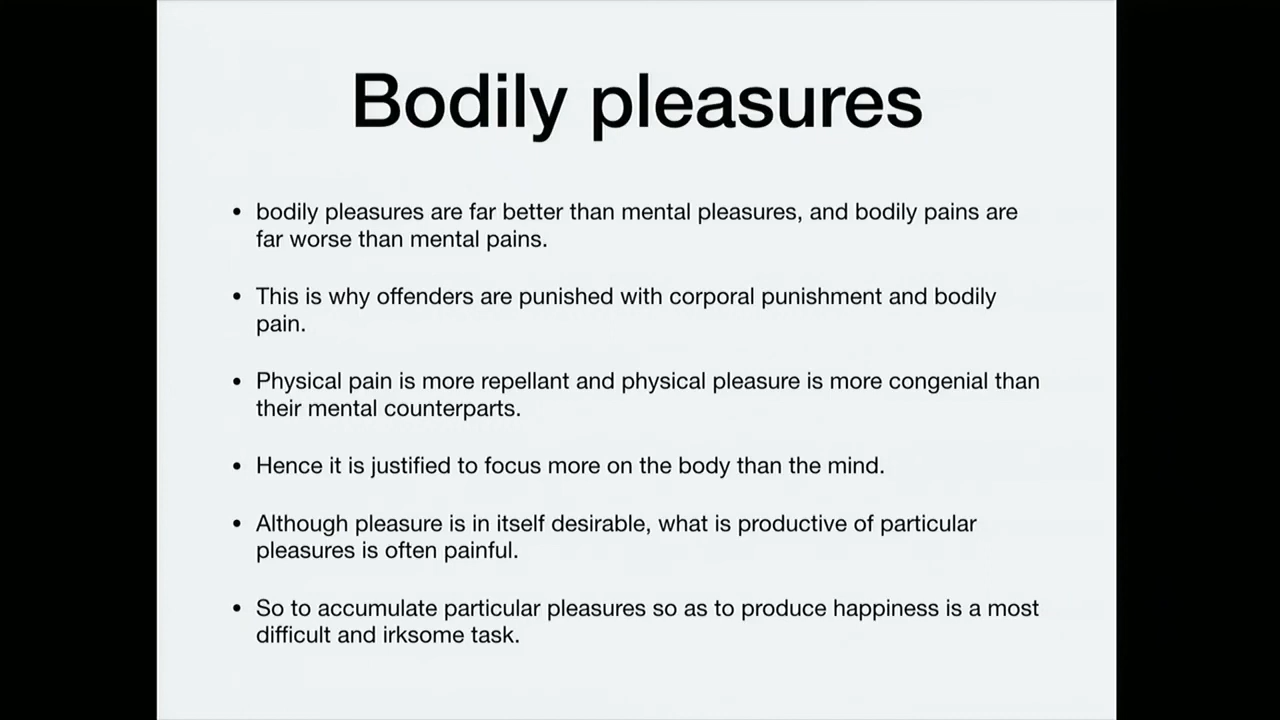 Bodily pleasures
• bodily pleasures are far better than mental pleasures, and bodily pains are
far worse than mental pains.
• This is why offenders are punished with corporal punishment and bodily
pain.
• Physical pain is more repellant and physical pleasure is more congenial than
their mental counterparts.
• Hence it is justified to focus more on the body than the mind.
• Although pleasure is in itself desirable, what is productive of particular
pleasures is often painful.
• So to accumulate particular pleasures so as to produce happiness is a most
difficult and irksome task.